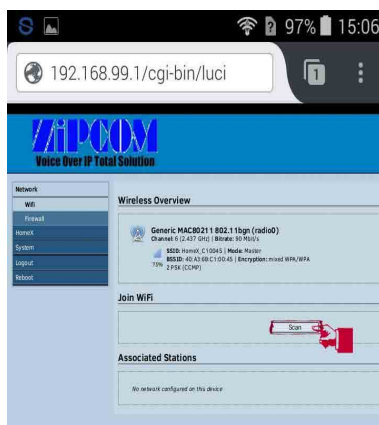 S 97% 15:06
192.168.99.1/cgi-bin/luci 1
ZiPCOM
Voice Over IP Total Solution
Network
Wifi
Firewall
HomeX
System
Logout
Reboot
Wireless Overview
Generic MAC80211 802.11bgn (radio0)
Channel: 6 (2.437 GHz) | Bitrate: 90 Mbit/s
SSID: HomeX_C10045 | Mode: Master
BSSID: 40:A3:6B:C1:00:45 | Encryption: mixed WPA/WPA
75% 2 PSK (CCMP)
Join WiFi
Scan
Associated Stations
No network configured on this device